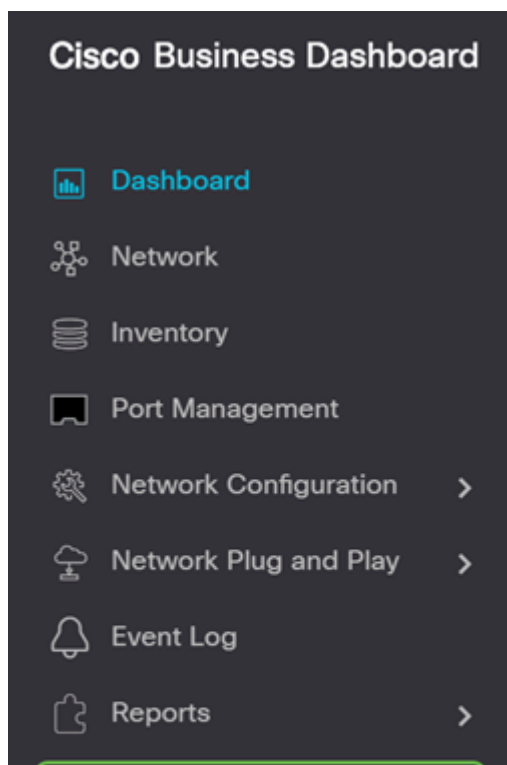 Cisco Business Dashboard
Dashboard
Network
Inventory
Port Management
Network Configuration
Network Plug and Play
Event Log
Reports